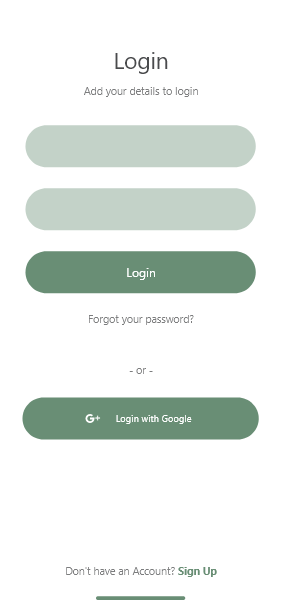 Login
Add your details to login
Login
Forgot your password?
- or -
G+ Login with Google
Don't have an Account? Sign Up